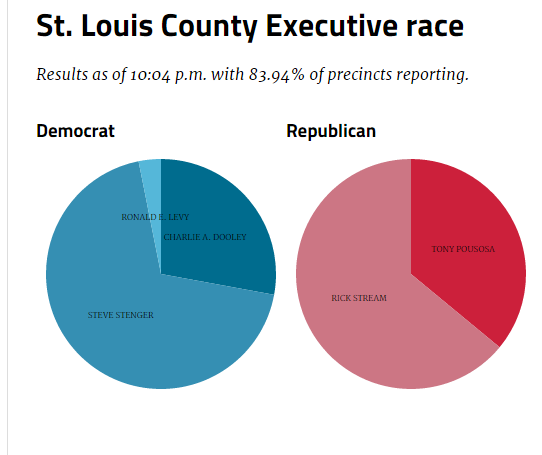 St. Louis County Executive race
Results as of 10:04 p.m. with 83.94% of precincts reporting.
Democrat
Republican
RONALD E. LEVY
CHARLIE A. DOOLEY
STEVE STENGER
TONY POUSOSA
RICK STREAM